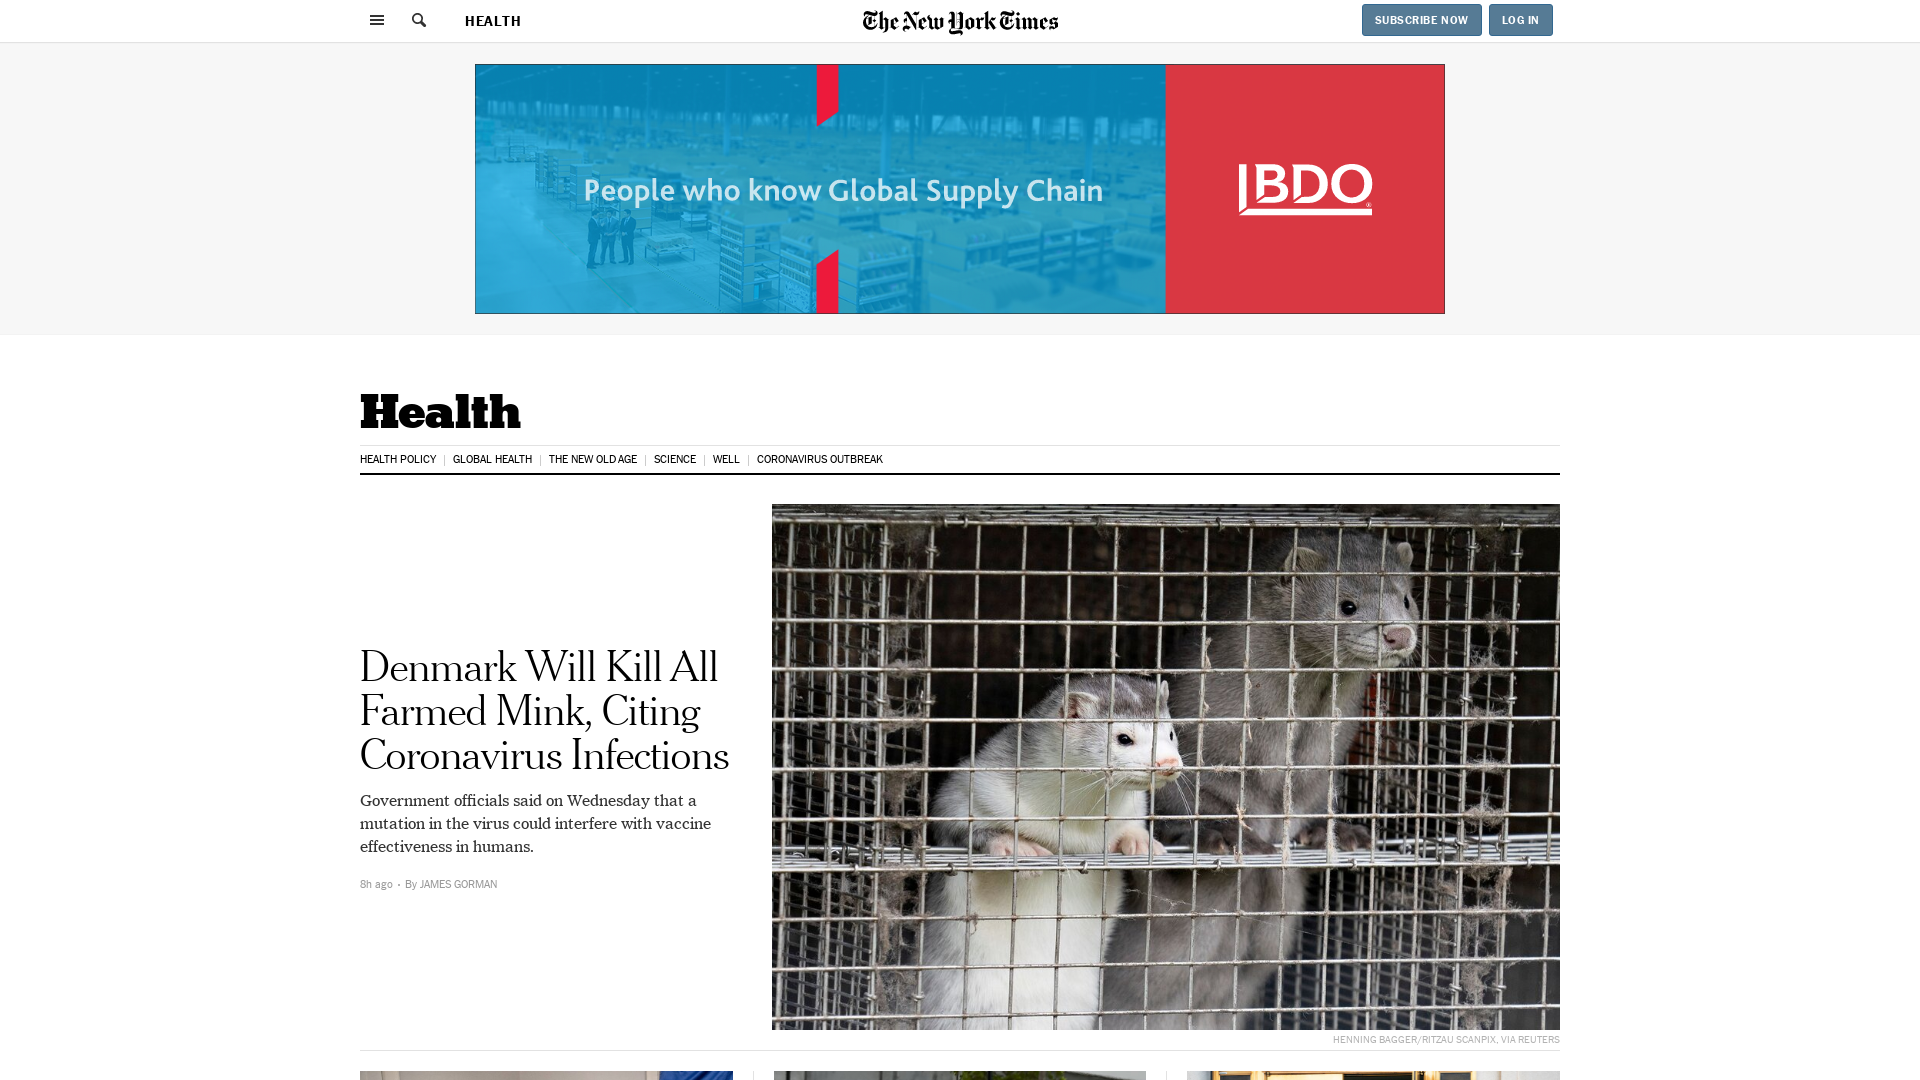 HEALTH
The New York Times
SUBSCRIBE NOW
LOG IN
People who know Global Supply Chain
BDO
Health
HEALTH POLICY
GLOBAL HEALTH
THE NEW OLD AGE
SCIENCE
WELL
CORONAVIRUS OUTBREAK
Denmark Will Kill All
Farmed Mink, Citing
Coronavirus Infections
Government officials said on Wednesday that a
mutation in the virus could interfere with vaccine
effectiveness in humans.
8h ago • By JAMES GORMAN
HENNING BAGGER/RITZAU SCANPIX, VIA REUTERS